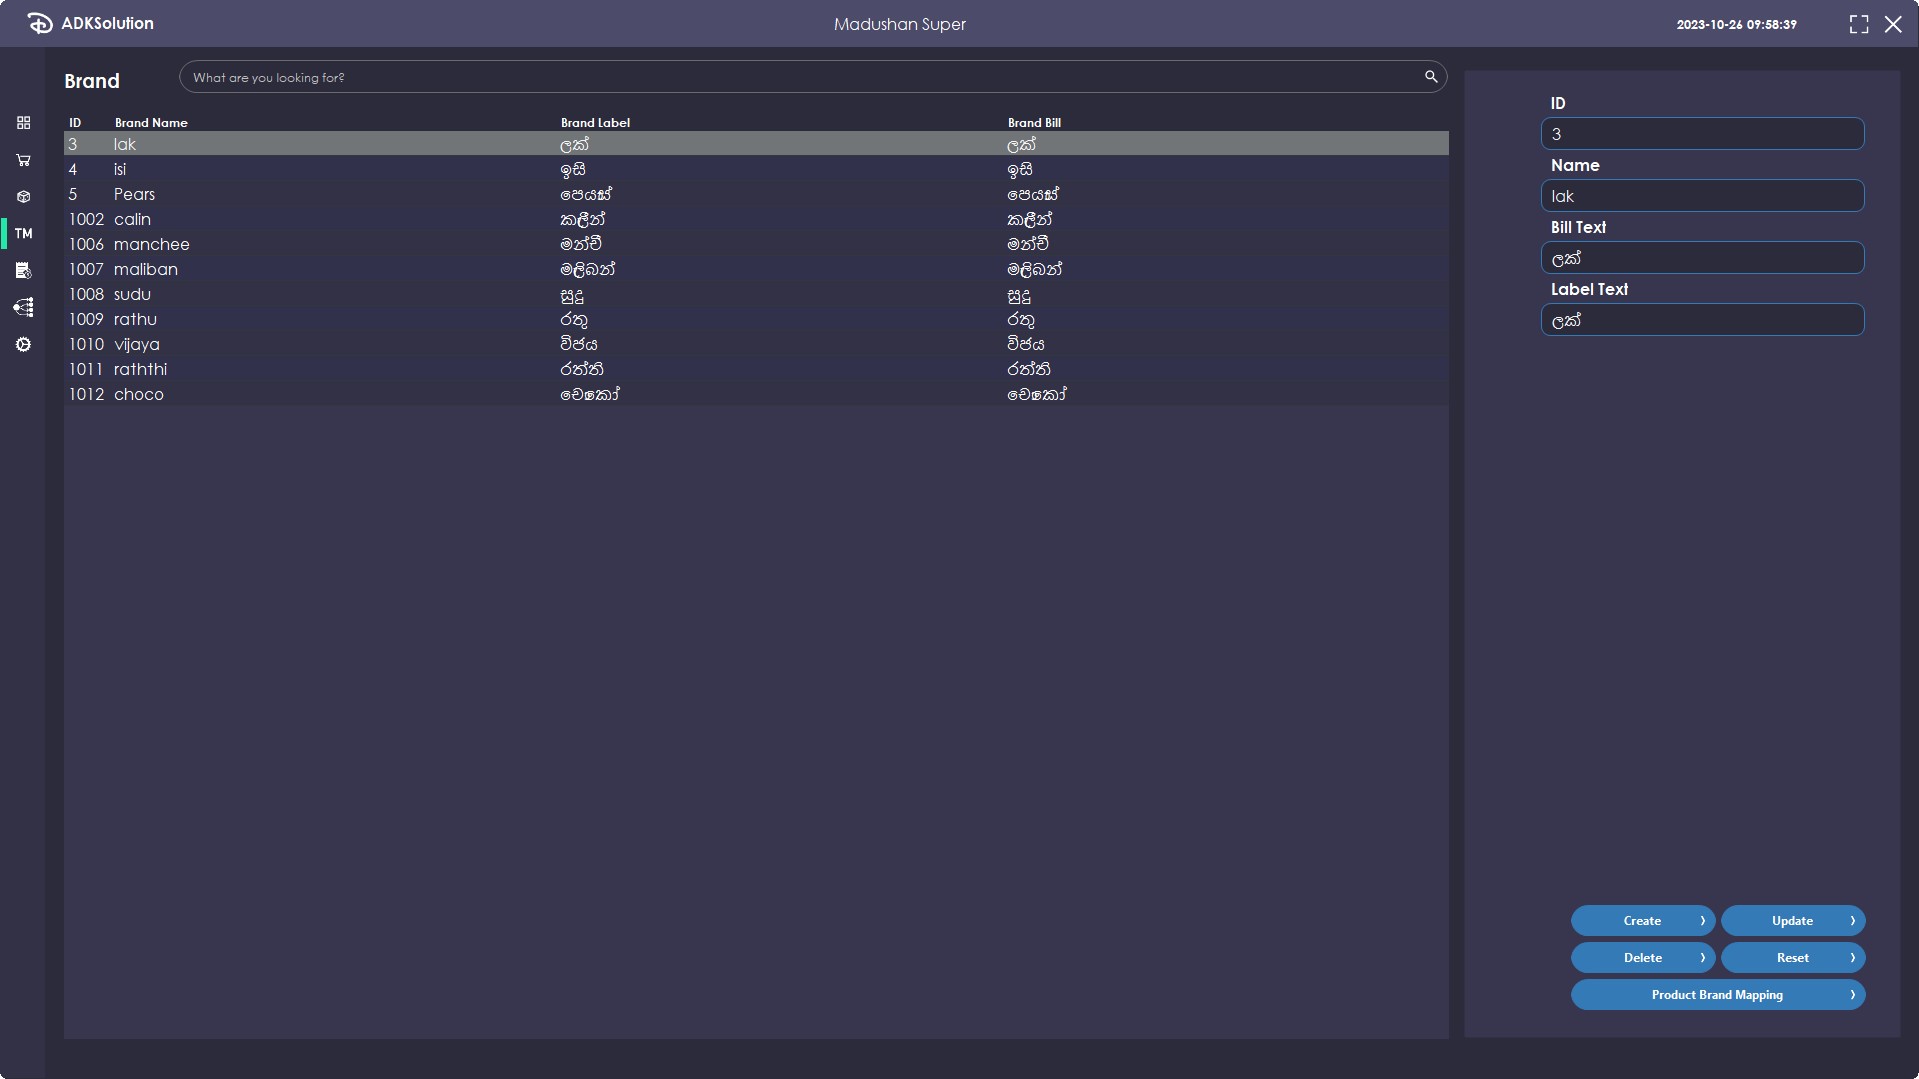 ADKSolution
Madushan Super
2023-10-26 09:58:39
Brand
What are you looking for?
ID Brand Name Brand Label Brand Bill
3 lak ලක් ලක්
4 isi ඉසි ඉසි
5 Pears පෙයාස් පෙයාස්
1002 calin කලීන් කලීන්
1006 manchee මන්චී මන්චී
1007 maliban මලිබන් මලිබන්
1008 sudu සුදු සුදු
1009 rathu රතු රතු
1010 vijaya විජය විජය
1011 raththi රත්ති රත්ති
1012 choco චොකෝ චොකෝ
TM
ID
3
Name
lak
Bill Text
ලක්
Label Text
ලක්
Create Update
Delete Reset
Product Brand Mapping